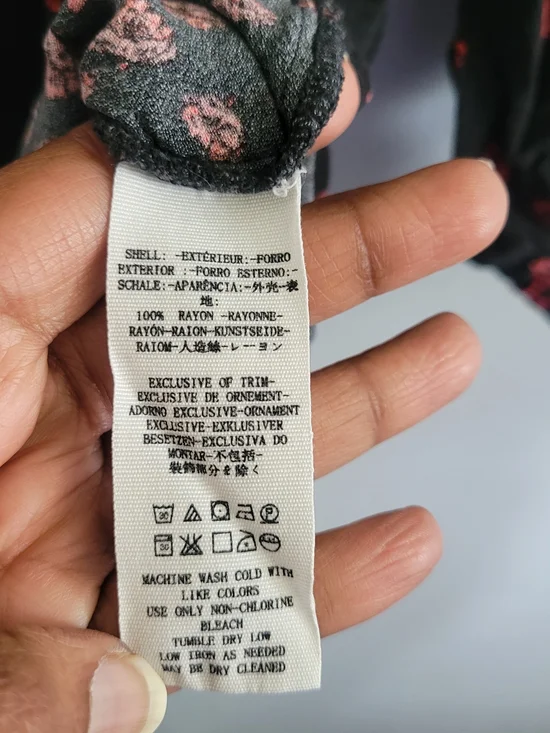 SHELL: -EXTÉRIEUR:-FORRO
EXTERIOR :-FORRO ESTERNO:-
SCHALE:-APARÊNCIA:-外壳-表
地:
100% RAYON -RAYONNE-
RAYÓN-RAION-KUNSTSEIDE-
RAIOM-人造絲-レーヨン
EXCLUSIVE OF TRIM-
EXCLUSIVE DE ORNEMENT-
ADORNO EXCLUSIVE-ORNAMENT
EXCLUSIVE-EXKLUSIVER
BESETZEN-EXCLUSIVA DO
MONTAR-不包括-
装飾部分を除く
30
30
MACHINE WASH COLD WITH
LIKE COLORS
USE ONLY NON-CHLORINE
BLEACH
TUMBLE DRY LOW
LOW IRON AS NEEDED
MAY BE DRY CLEANED